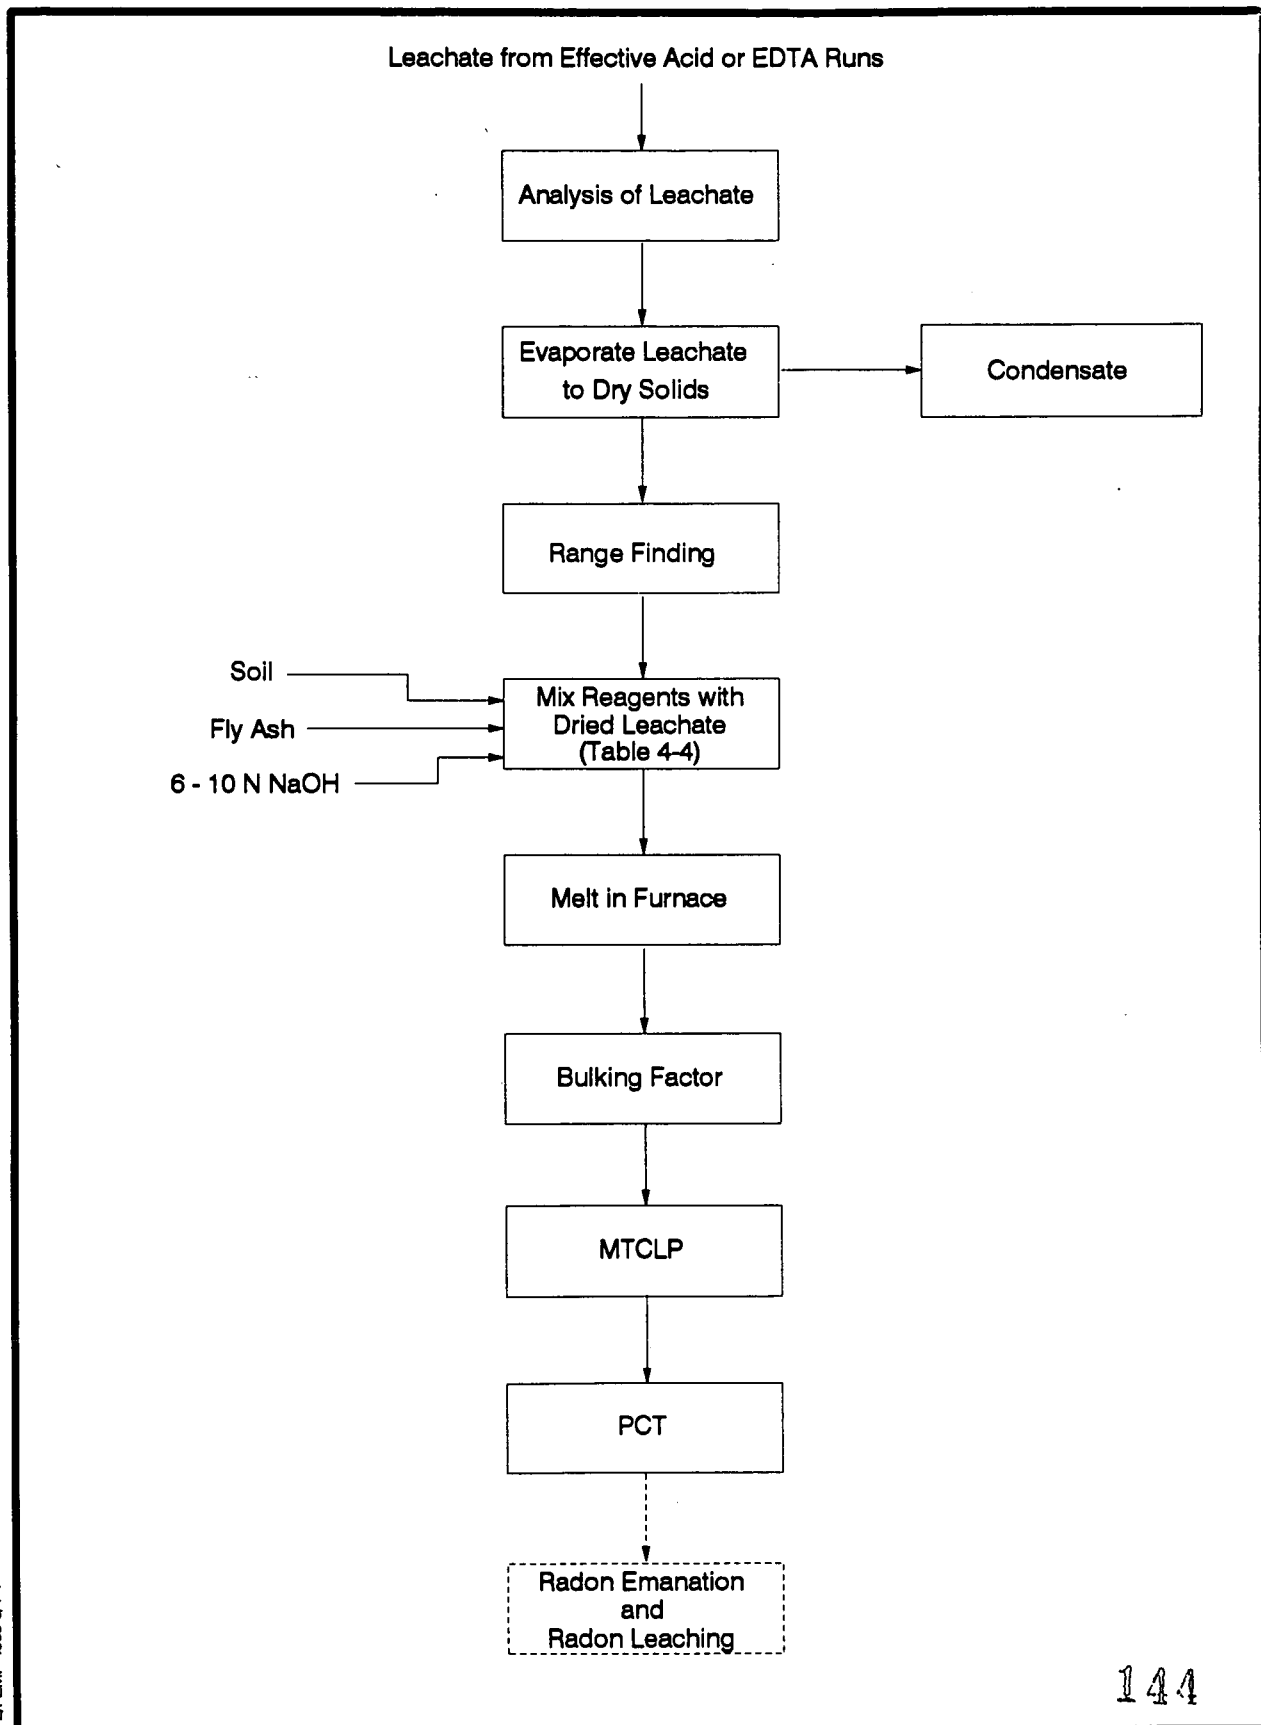 Leachate from Effective Acid or EDTA Runs
Analysis of Leachate
Evaporate Leachate
to Dry Solids
Condensate
Range Finding
Soil
Fly Ash
6 - 10 N NaOH
Mix Reagents with
Dried Leachate
(Table 4-4)
Melt in Furnace
Bulking Factor
MTCLP
PCT
Radon Emanation
and
Radon Leaching
144